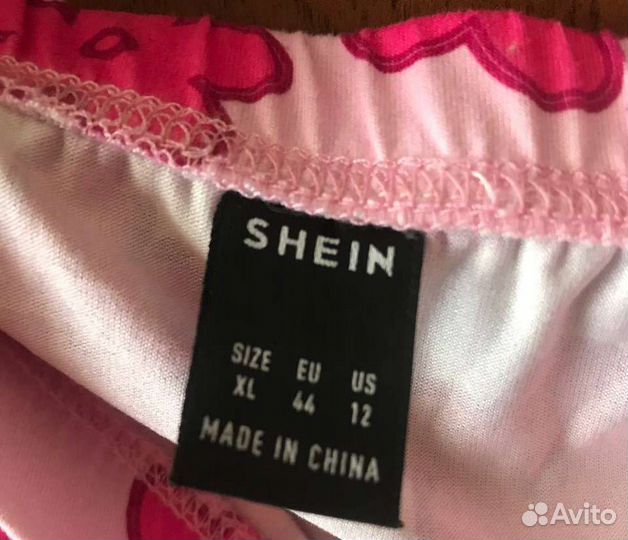 SHEIN
SIZE EU US
XL 44 12
MADE IN CHINA
Avito